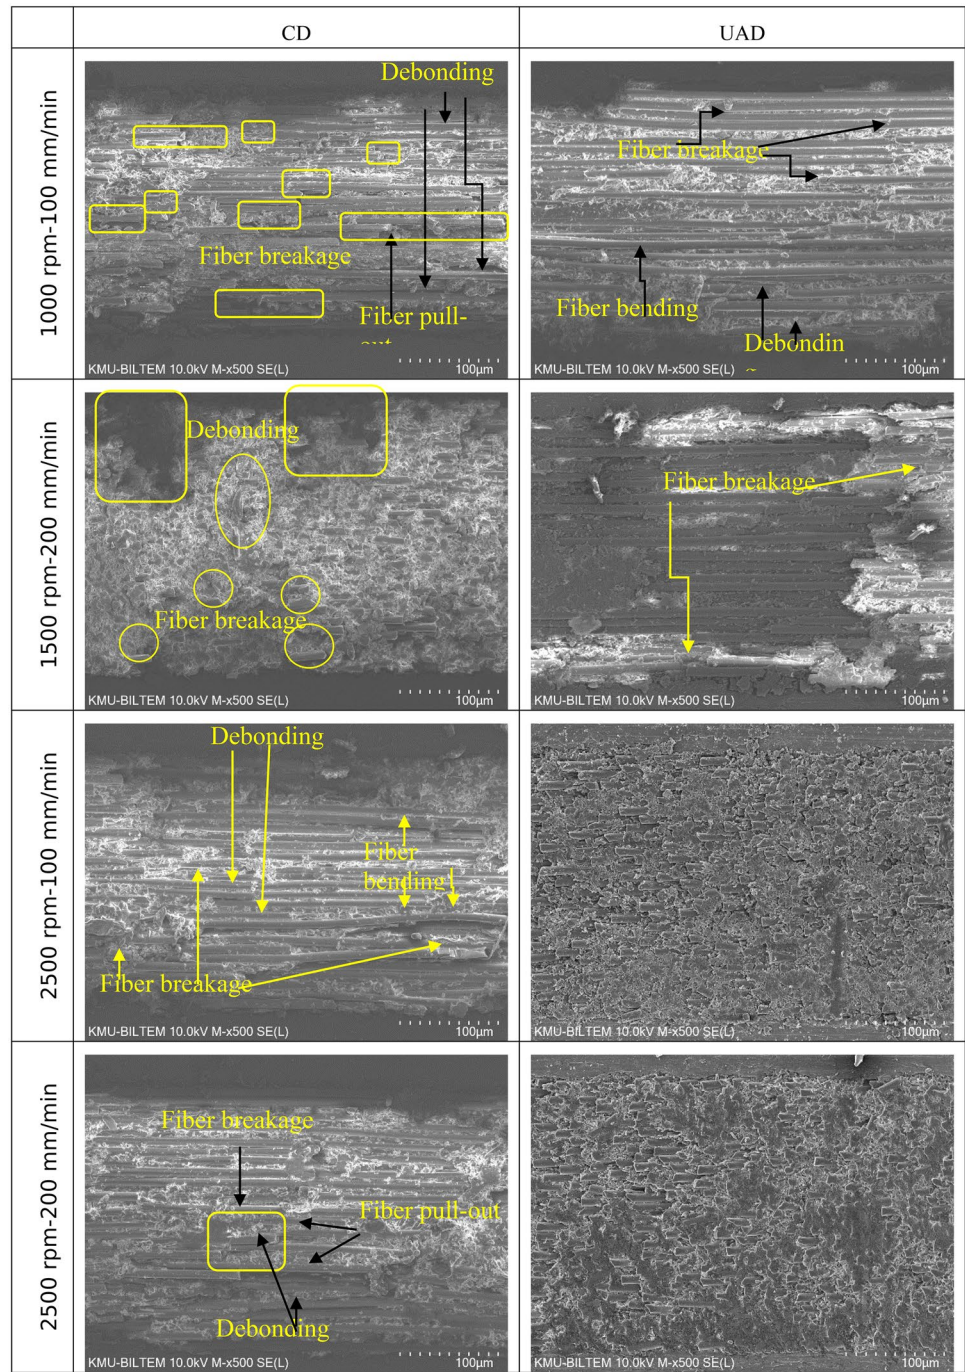 CD
UAD
1000 rpm-100 mm/min
Debonding
Fiber breakage
Fiber pull-
out
KMU-BILTEM 10.0kV M-x500 SE(L)
100µm
Fiber breakage
Fiber bending
Debondin
KMU-BILTEM 10.0kV M-x500 SE(L)
100µm
1500 rpm-200 mm/min
Debonding
Fiber breakage
KMU-BILTEM 10.0kV M-x500 SE(L)
100µm
Fiber breakage
KMU-BILTEM 10.0kV M-x500 SE(L)
100µm
2500 rpm-100 mm/min
Debonding
Fiber
bending
Fiber breakage
KMU-BILTEM 10.0kV M-x500 SE(L)
100µm
KMU-BILTEM 10.0kV M-x500 SE(L)
100µm
2500 rpm-200 mm/min
Fiber breakage
Fiber pull-out
Debonding
KMU-BILTEM 10.0kV M-x500 SE(L)
100µm
KMU-BILTEM 10.0kV M-x500 SE(L)
100µm